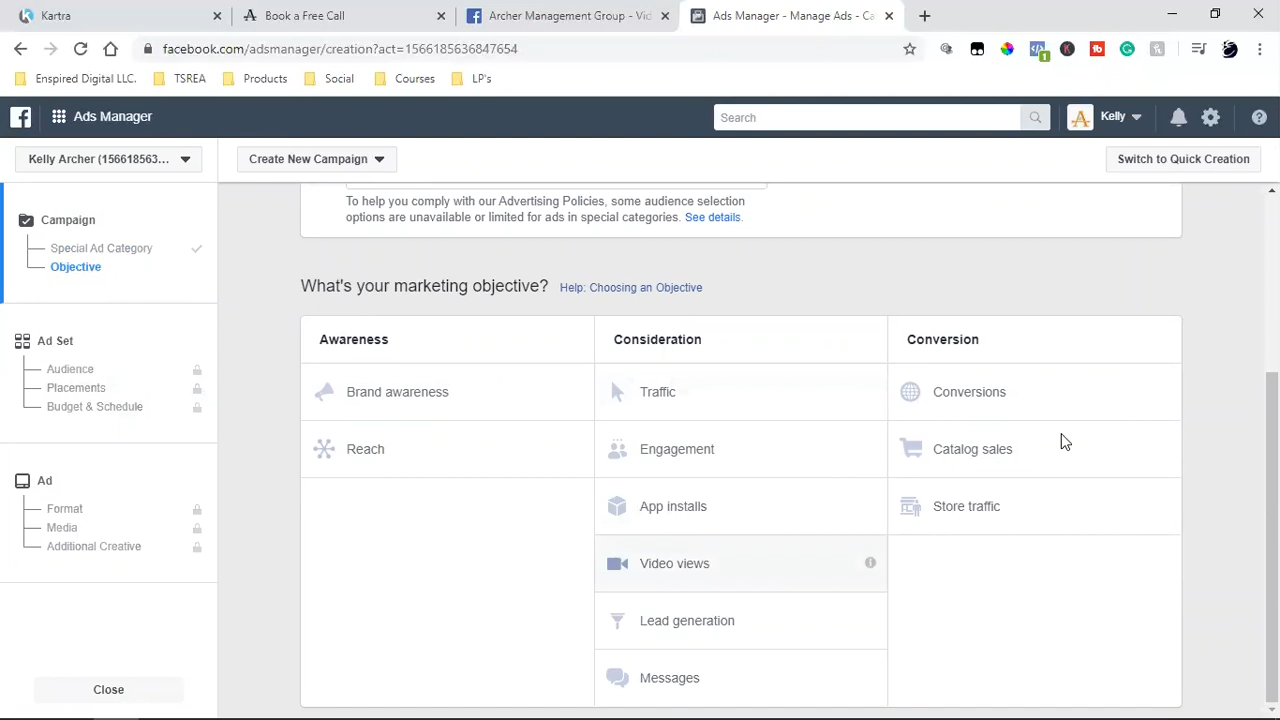 Kartra
Book a Free Call
Archer Management Group - Vid
Ads Manager - Manage Ads - Ca
facebook.com/adsmanager/creation?act=1566185636847654
1
Enspired Digital LLC.
TSREA
Products
Social
Courses
LP's
Ads Manager
Search
Kelly
Kelly Archer (156618563...
Create New Campaign
Switch to Quick Creation
To help you comply with our Advertising Policies, some audience selection
options are unavailable or limited for ads in special categories. See details.
Campaign
Special Ad Category
Objective
Ad Set
Audience
Placements
Budget & Schedule
Ad
Format
Media
Additional Creative
Close
What's your marketing objective? Help: Choosing an Objective
Awareness
Consideration
Conversion
Brand awareness
Traffic
Conversions
Reach
Engagement
Catalog sales
App installs
Store traffic
Video views
Lead generation
Messages